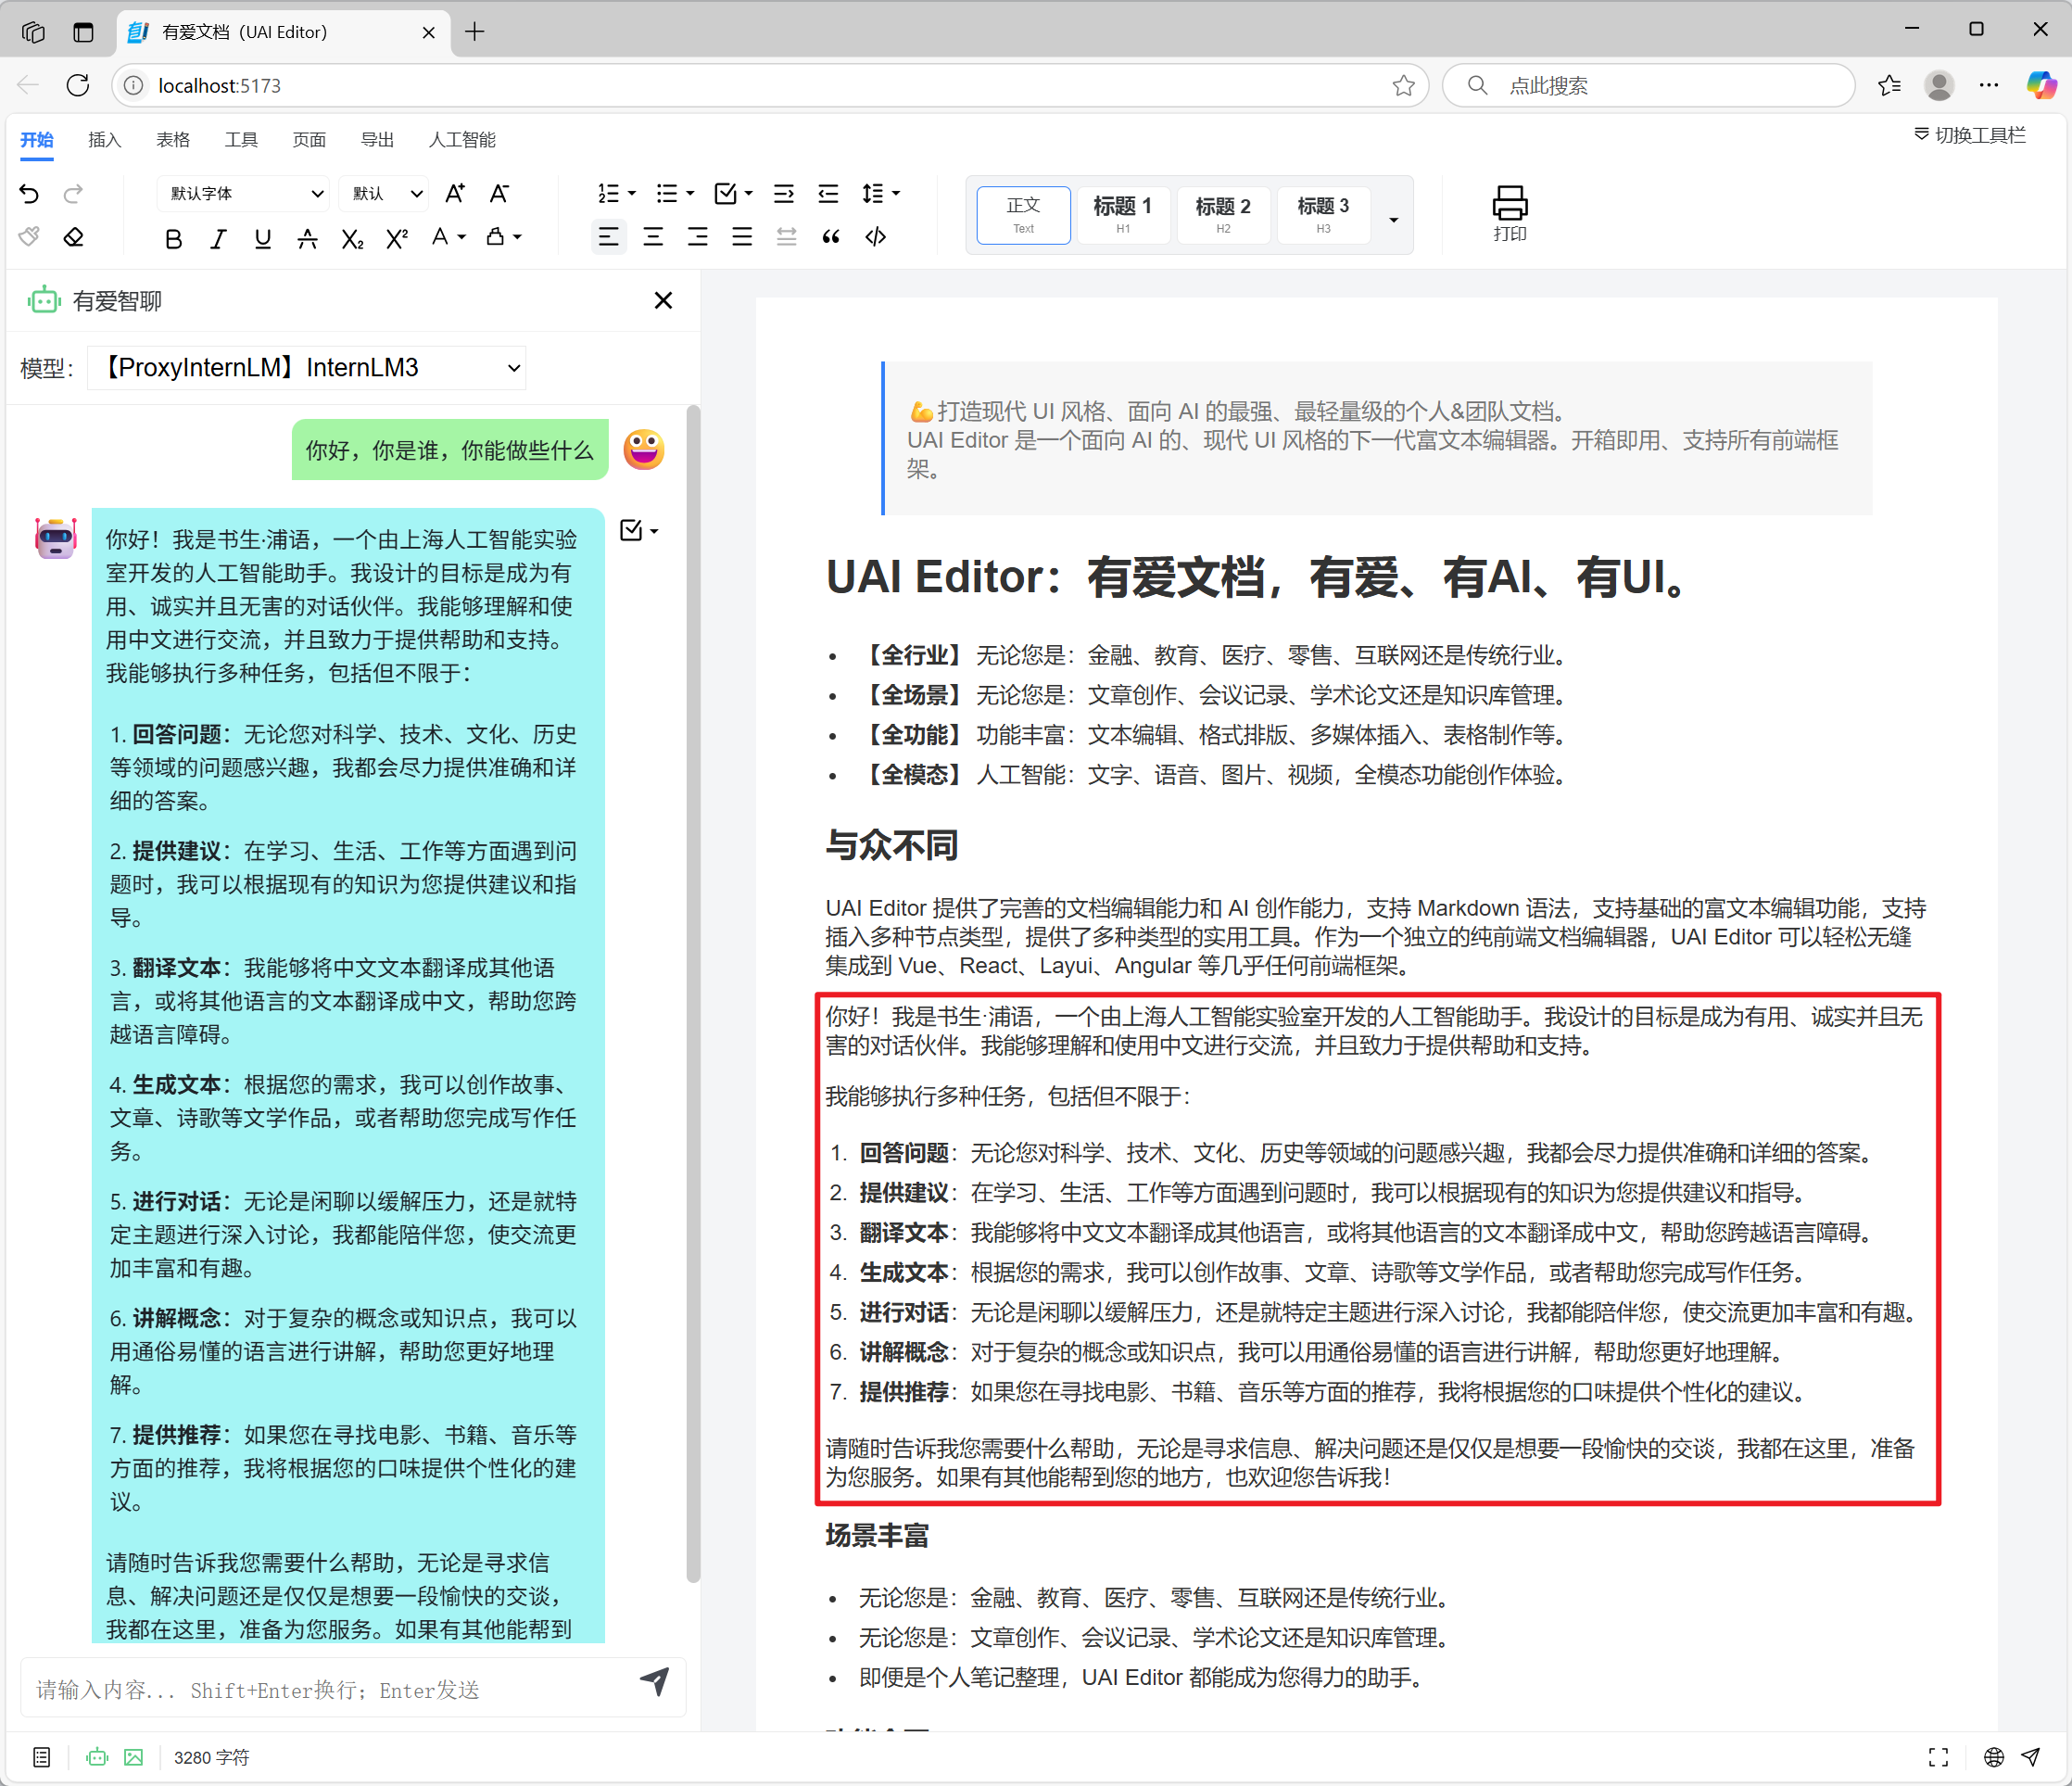 有爱文档（UAI Editor）
localhost:5173
点此搜索
开始 插入 表格 工具 页面 导出 人工智能
切换工具栏
默认字体 默认
正文 Text
标题 1 H1
标题 2 H2
标题 3 H3
打印
有爱智聊
模型：
【ProxyInternLM】InternLM3
你好，你是谁，你能做些什么
你好！我是书生·浦语，一个由上海人工智能实验
室开发的人工智能助手。我设计的目标是成为有
用、诚实并且无害的对话伙伴。我能够理解和使
用中文进行交流，并且致力于提供帮助和支持。
我能够执行多种任务，包括但不限于：
1. 回答问题：无论您对科学、技术、文化、历史
等领域的问题感兴趣，我都会尽力提供准确和详
细的答案。
2. 提供建议：在学习、生活、工作等方面遇到问
题时，我可以根据现有的知识为您提供建议和指
导。
3. 翻译文本：我能够将中文文本翻译成其他语
言，或将其他语言的文本翻译成中文，帮助您跨
越语言障碍。
4. 生成文本：根据您的需求，我可以创作故事、
文章、诗歌等文学作品，或者帮助您完成写作任
务。
5. 进行对话：无论是闲聊以缓解压力，还是就特
定主题进行深入讨论，我都能陪伴您，使交流更
加丰富和有趣。
6. 讲解概念：对于复杂的概念或知识点，我可以
用通俗易懂的语言进行讲解，帮助您更好地理
解。
7. 提供推荐：如果您在寻找电影、书籍、音乐等
方面的推荐，我将根据您的口味提供个性化的建
议。
请随时告诉我您需要什么帮助，无论是寻求信
息、解决问题还是仅仅是想要一段愉快的交谈，
我都在这里，准备为您服务。如果有其他能帮到
请输入内容... Shift+Enter换行；Enter发送
3280 字符
💪打造现代 UI 风格、面向 AI 的最强、最轻量级的个人&团队文档。
UAI Editor 是一个面向 AI 的、现代 UI 风格的下一代富文本编辑器。开箱即用、支持所有前端框
架。
UAI Editor：有爱文档，有爱、有AI、有UI。
• 【全行业】 无论您是：金融、教育、医疗、零售、互联网还是传统行业。
• 【全场景】 无论您是：文章创作、会议记录、学术论文还是知识库管理。
• 【全功能】 功能丰富：文本编辑、格式排版、多媒体插入、表格制作等。
• 【全模态】 人工智能：文字、语音、图片、视频，全模态功能创作体验。
与众不同
UAI Editor 提供了完善的文档编辑能力和 AI 创作能力，支持 Markdown 语法，支持基础的富文本编辑功能，支持
插入多种节点类型，提供了多种类型的实用工具。作为一个独立的纯前端文档编辑器，UAI Editor 可以轻松无缝
集成到 Vue、React、Layui、Angular 等几乎任何前端框架。
你好！我是书生·浦语，一个由上海人工智能实验室开发的人工智能助手。我设计的目标是成为有用、诚实并且无
害的对话伙伴。我能够理解和使用中文进行交流，并且致力于提供帮助和支持。
我能够执行多种任务，包括但不限于：
1. 回答问题：无论您对科学、技术、文化、历史等领域的问题感兴趣，我都会尽力提供准确和详细的答案。
2. 提供建议：在学习、生活、工作等方面遇到问题时，我可以根据现有的知识为您提供建议和指导。
3. 翻译文本：我能够将中文文本翻译成其他语言，或将其他语言的文本翻译成中文，帮助您跨越语言障碍。
4. 生成文本：根据您的需求，我可以创作故事、文章、诗歌等文学作品，或者帮助您完成写作任务。
5. 进行对话：无论是闲聊以缓解压力，还是就特定主题进行深入讨论，我都能陪伴您，使交流更加丰富和有趣。
6. 讲解概念：对于复杂的概念或知识点，我可以用通俗易懂的语言进行讲解，帮助您更好地理解。
7. 提供推荐：如果您在寻找电影、书籍、音乐等方面的推荐，我将根据您的口味提供个性化的建议。
请随时告诉我您需要什么帮助，无论是寻求信息、解决问题还是仅仅是想要一段愉快的交谈，我都在这里，准备
为您服务。如果有其他能帮到您的地方，也欢迎您告诉我！
场景丰富
• 无论您是：金融、教育、医疗、零售、互联网还是传统行业。
• 无论您是：文章创作、会议记录、学术论文还是知识库管理。
• 即便是个人笔记整理，UAI Editor 都能成为您得力的助手。